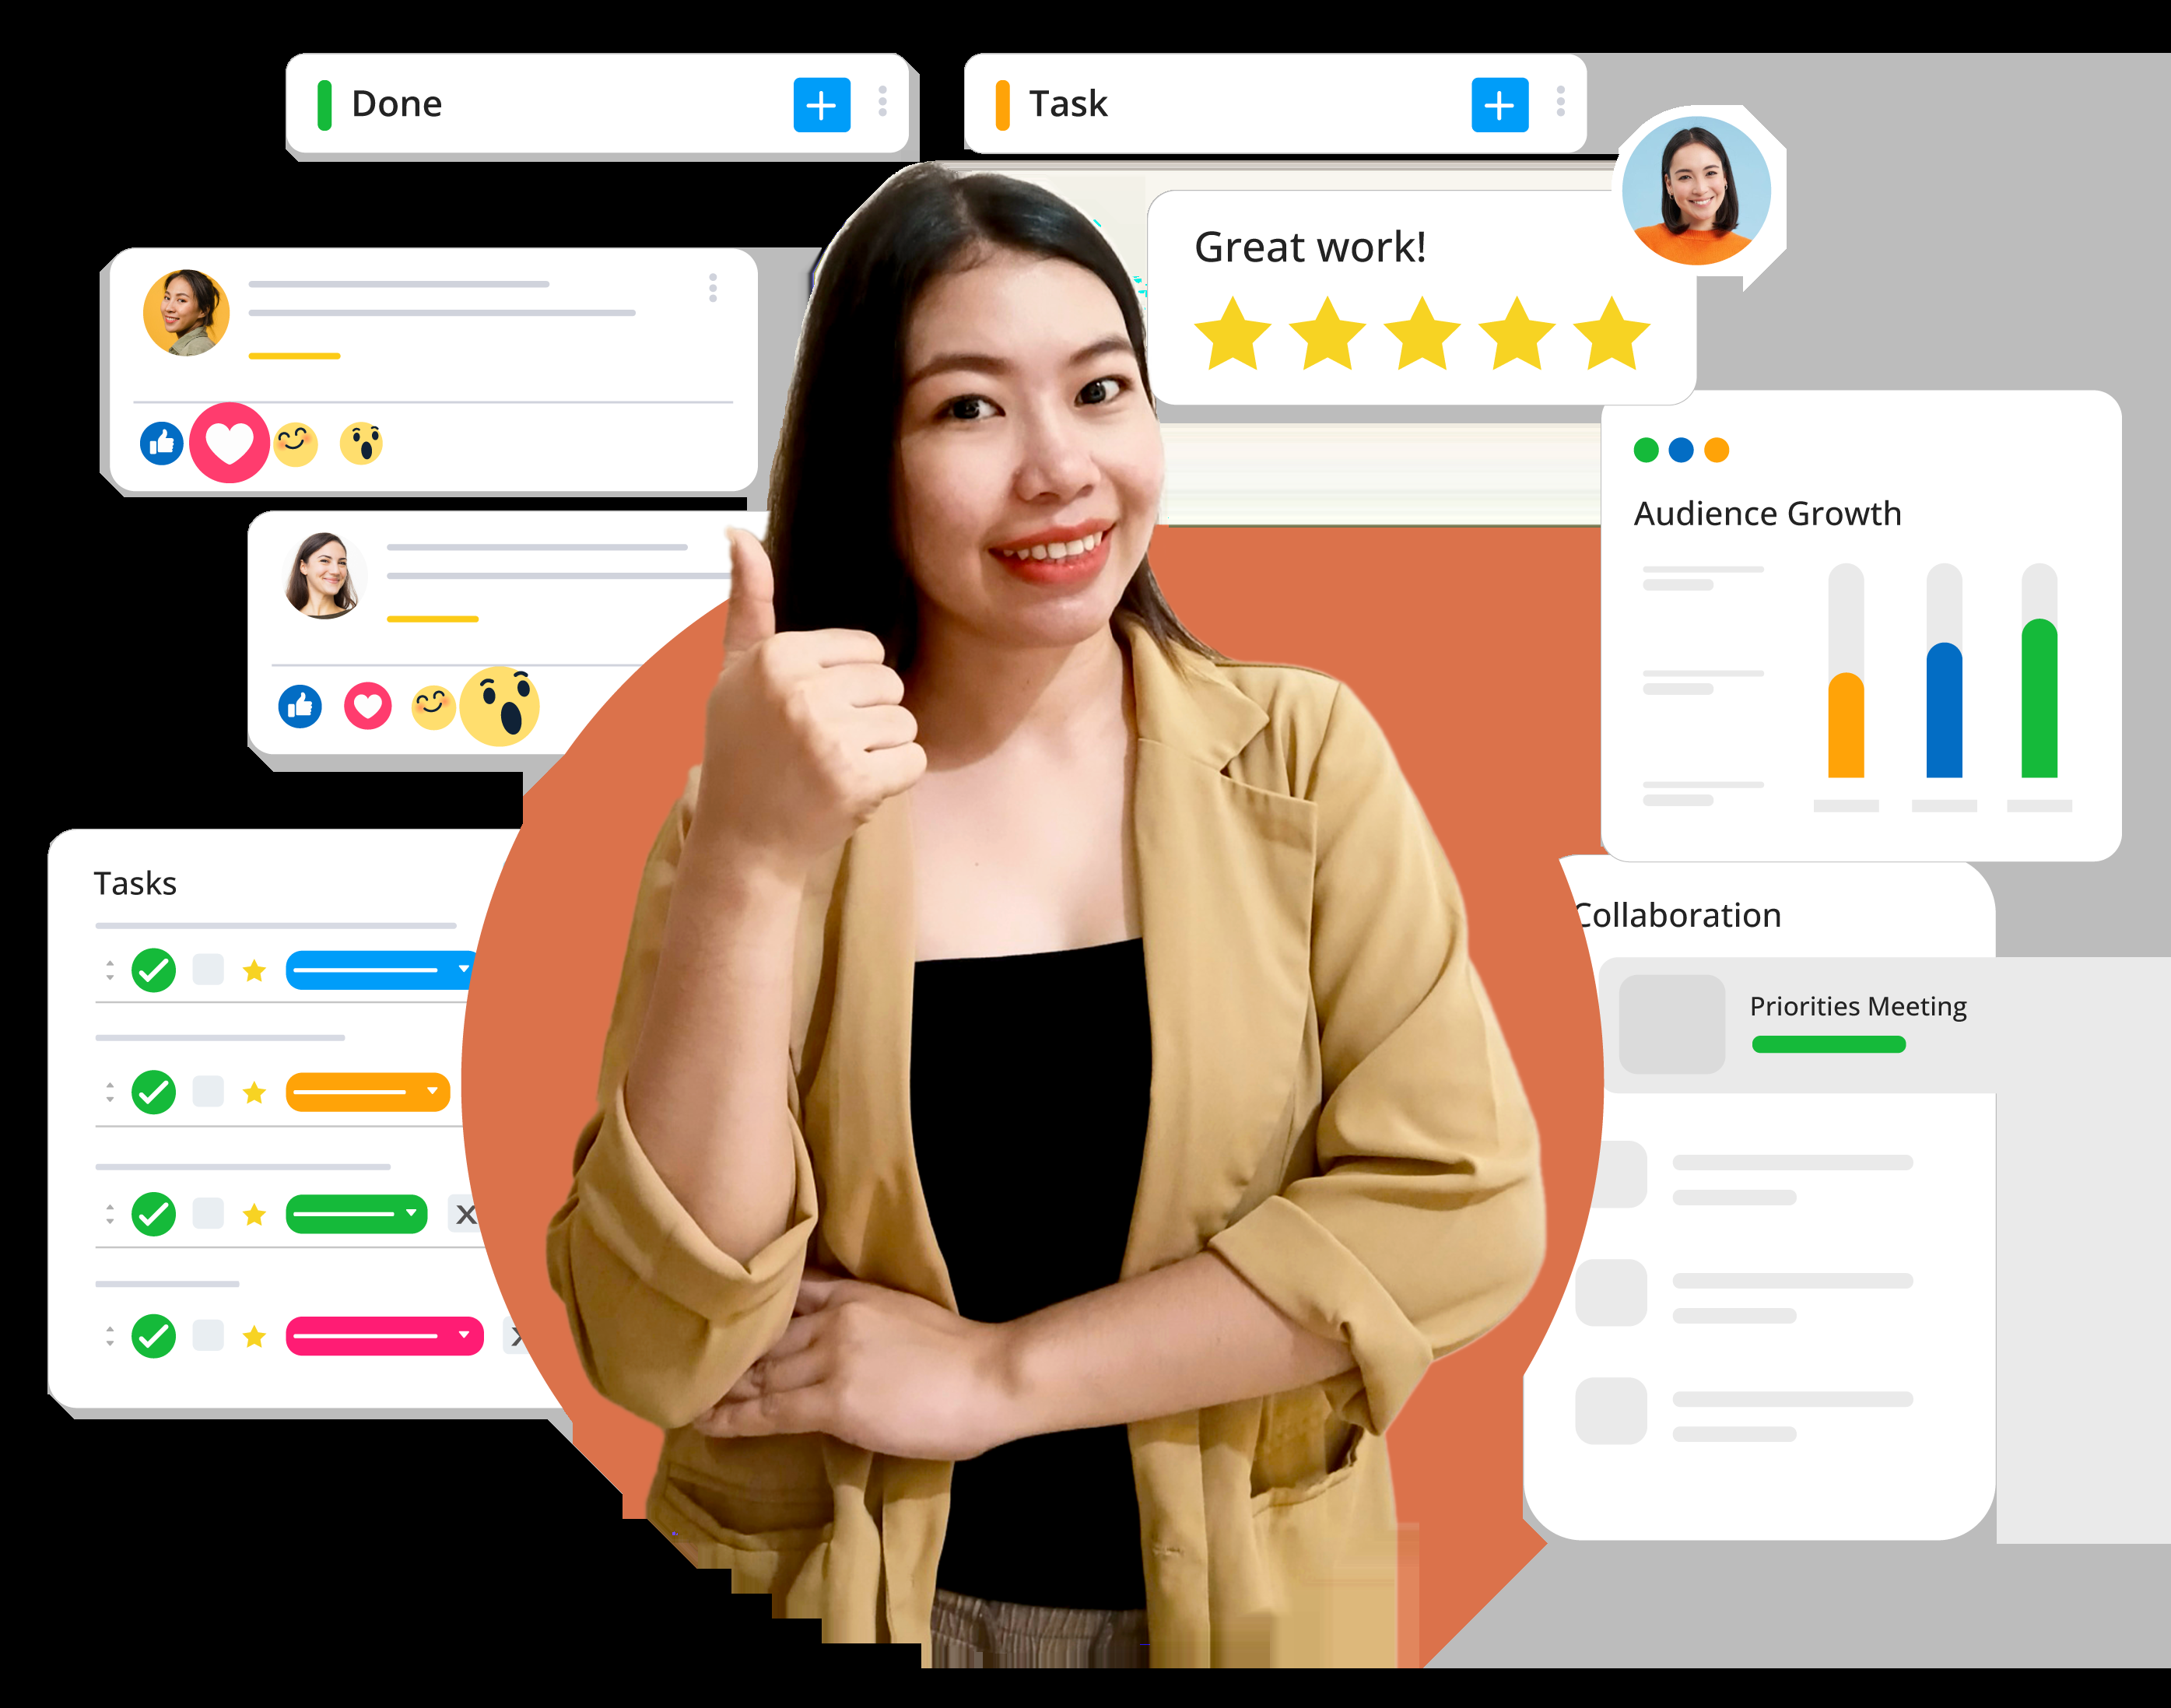 Done
Task
Great work!
Audience Growth
Tasks
Collaboration
Priorities Meeting
X